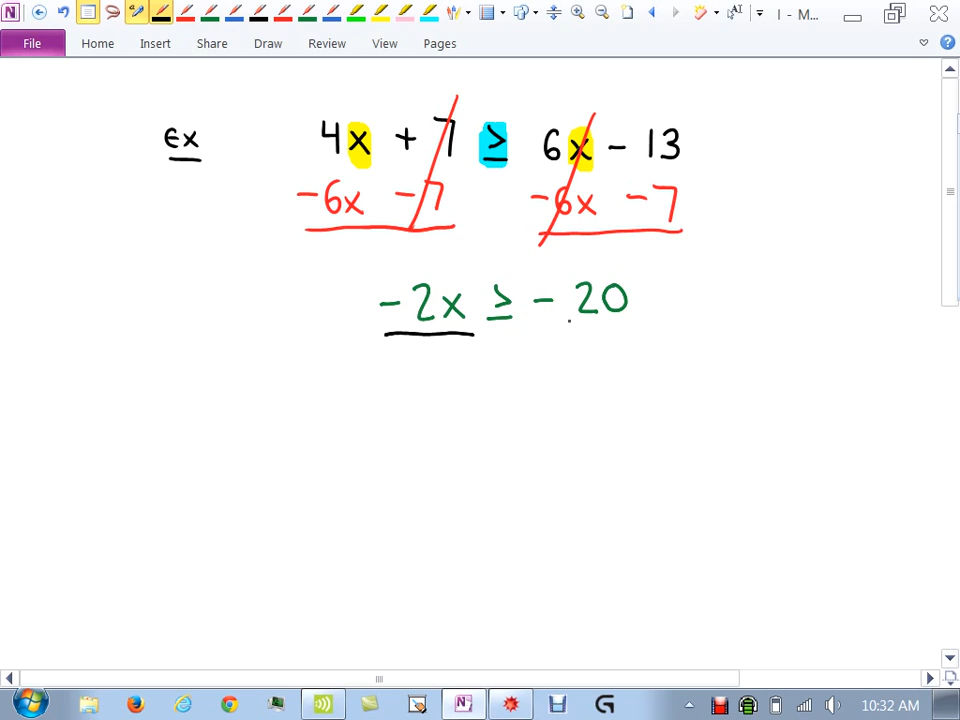 I - M...
File Home Insert Share Draw Review View Pages
Ex 4x + 7 ≥ 6x - 13
-6x -7 -6x -7
-2x ≥ - 20
10:32 AM